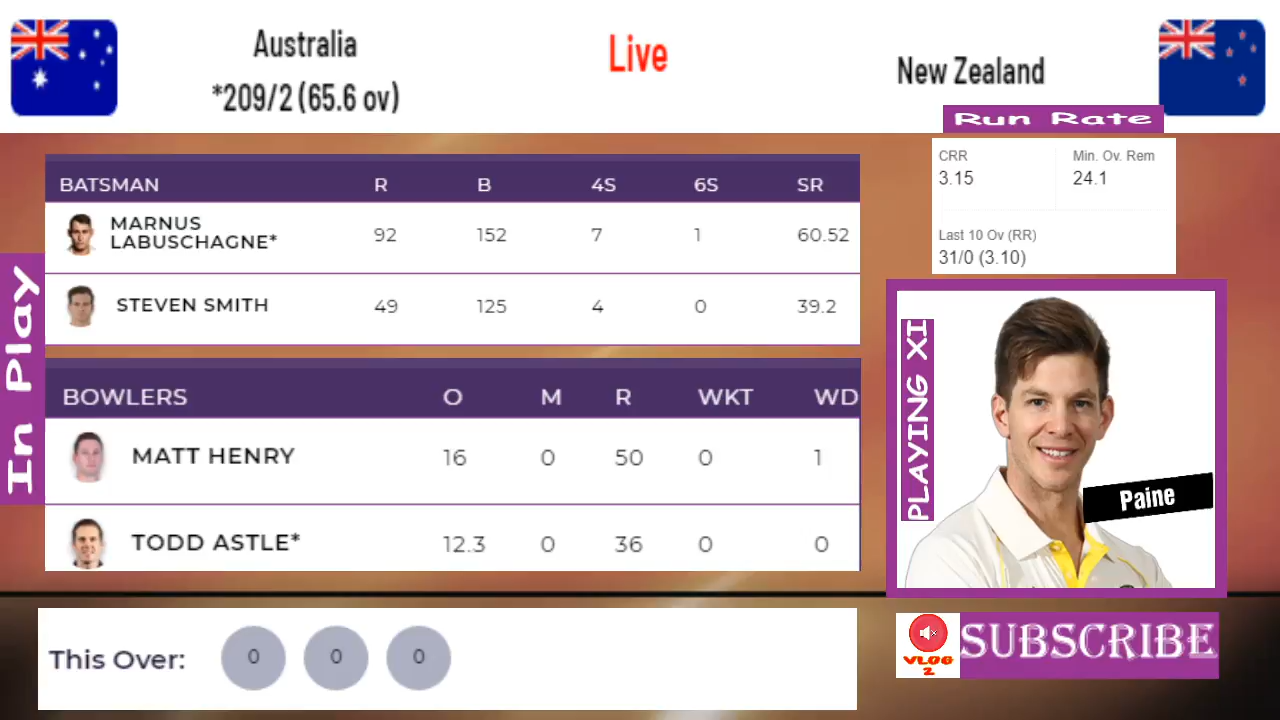 Australia
*209/2 (65.6 ov)
Live
New Zealand
Run Rate
CRR
3.15
Min. Ov. Rem
24.1
Last 10 Ov (RR)
31/0 (3.10)
In Play
BATSMAN R B 4S 6S SR
MARNUS
LABUSCHAGNE* 92 152 7 1 60.52
STEVEN SMITH 49 125 4 0 39.2
BOWLERS O M R WKT WD
MATT HENRY 16 0 50 0 1
TODD ASTLE* 12.3 0 36 0 0
PLAYING XI
Paine
This Over: 0 0 0
VLOG
2
SUBSCRIBE